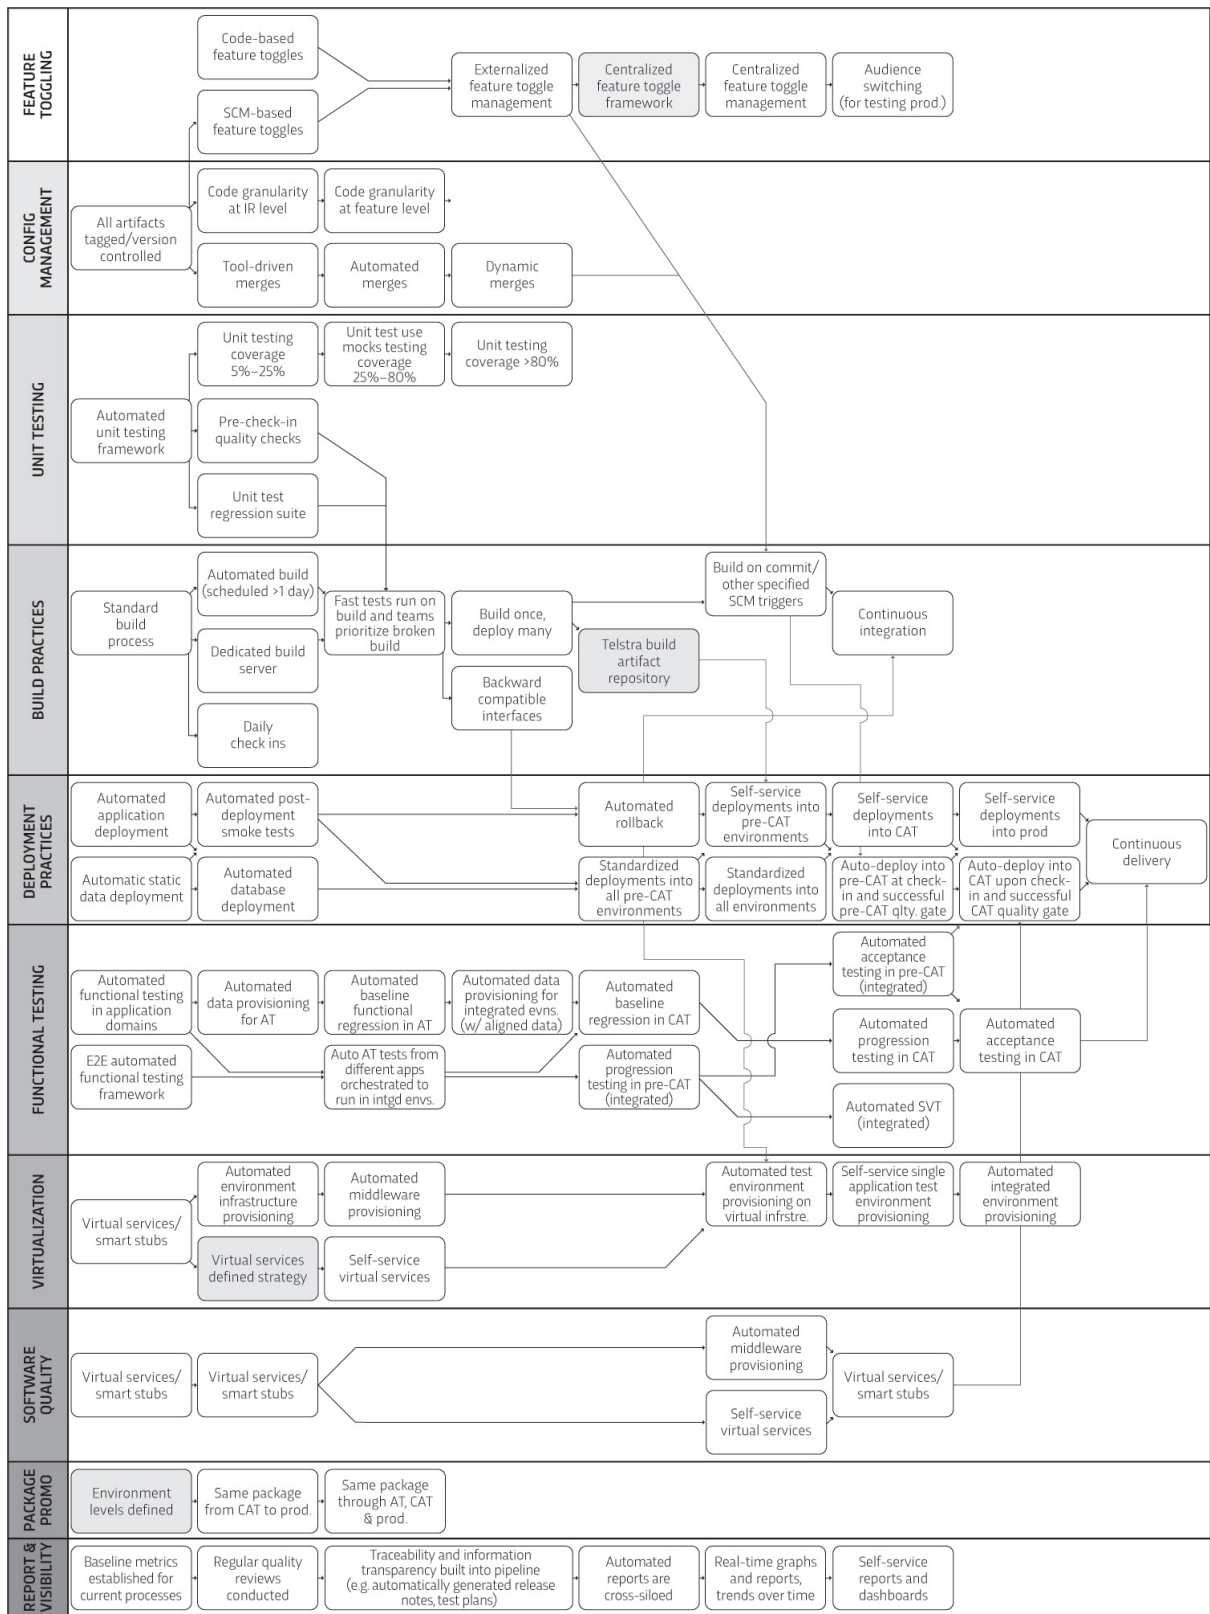 FEATURE
TOGGLING
Code-based
feature toggles
SCM-based
feature toggles
Externalized
feature toggle
management
Centralized
feature toggle
framework
Centralized
feature toggle
management
Audience
switching
(for testing prod.)
CONFIG
MANAGEMENT
All artifacts
tagged/version
controlled
Code granularity
at IR level
Code granularity
at feature level
Tool-driven
merges
Automated
merges
Dynamic
merges
UNIT TESTING
Automated
unit testing
framework
Unit testing
coverage
5%–25%
Unit test use
mocks testing
coverage
25%–80%
Unit testing
coverage >80%
Pre-check-in
quality checks
Unit test
regression suite
BUILD PRACTICES
Standard
build
process
Automated build
(scheduled >1 day)
Dedicated build
server
Daily
check ins
Fast tests run on
build and teams
prioritize broken
build
Build once,
deploy many
Backward
compatible
interfaces
Telstra build
artifact
repository
Build on commit/
other specified
SCM triggers
Continuous
integration
DEPLOYMENT
PRACTICES
Automated
application
deployment
Automated post-
deployment
smoke tests
Automated
rollback
Self-service
deployments into
pre-CAT
environments
Self-service
deployments
into CAT
Self-service
deployments
into prod
Continuous
delivery
Automatic static
data deployment
Automated
database
deployment
Standardized
deployments into
all pre-CAT
environments
Standardized
deployments into
all environments
Auto-deploy into
pre-CAT at check-
in and successful
pre-CAT qlty. gate
Auto-deploy into
CAT upon check-
in and successful
CAT quality gate
FUNCTIONAL TESTING
Automated
functional testing
in application
domains
Automated
data provisioning
for AT
Automated
baseline
functional
regression in AT
Automated data
provisioning for
integrated evns.
(w/ aligned data)
Automated
baseline
regression in CAT
Automated
acceptance
testing in pre-CAT
(integrated)
Automated
progression
testing in CAT
Automated
acceptance
testing in CAT
E2E automated
functional testing
framework
Auto AT tests from
different apps
orchestrated to
run in intgd envs.
Automated
progression
testing in pre-CAT
(integrated)
Automated SVT
(integrated)
VIRTUALIZATION
Virtual services/
smart stubs
Automated
environment
infrastructure
provisioning
Automated
middleware
provisioning
Virtual services
defined strategy
Self-service
virtual services
Automated test
environment
provisioning on
virtual infrstre.
Self-service single
application test
environment
provisioning
Automated
integrated
environment
provisioning
SOFTWARE
QUALITY
Virtual services/
smart stubs
Virtual services/
smart stubs
Automated
middleware
provisioning
Self-service
virtual services
Virtual services/
smart stubs
PACKAGE
PROMO
Environment
levels defined
Same package
from CAT to prod.
Same package
through AT, CAT
& prod.
REPORT &
VISIBILITY
Baseline metrics
established for
current processes
Regular quality
reviews
conducted
Traceability and information
transparency built into pipeline
(e.g. automatically generated release
notes, test plans)
Automated
reports are
cross-siloed
Real-time graphs
and reports,
trends over time
Self-service
reports and
dashboards